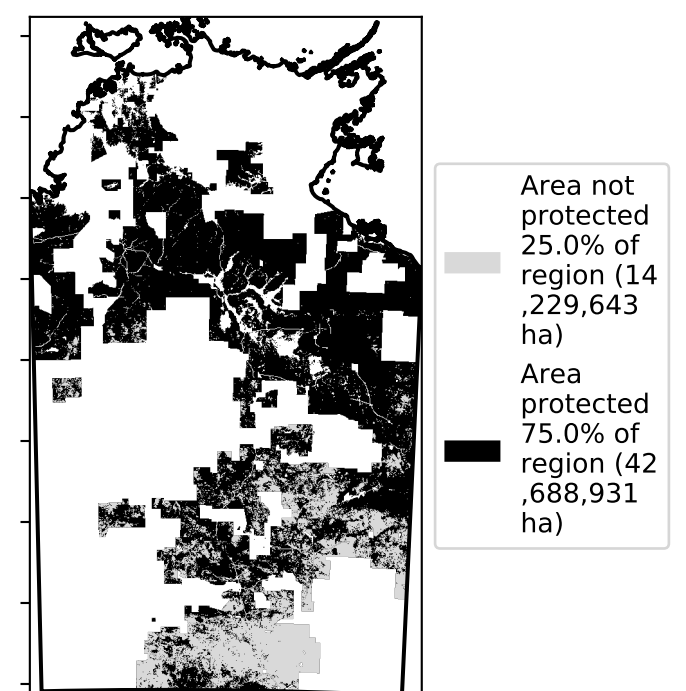 Area not
protected
25.0% of
region (14
,229,643
ha)
Area
protected
75.0% of
region (42
,688,931
ha)